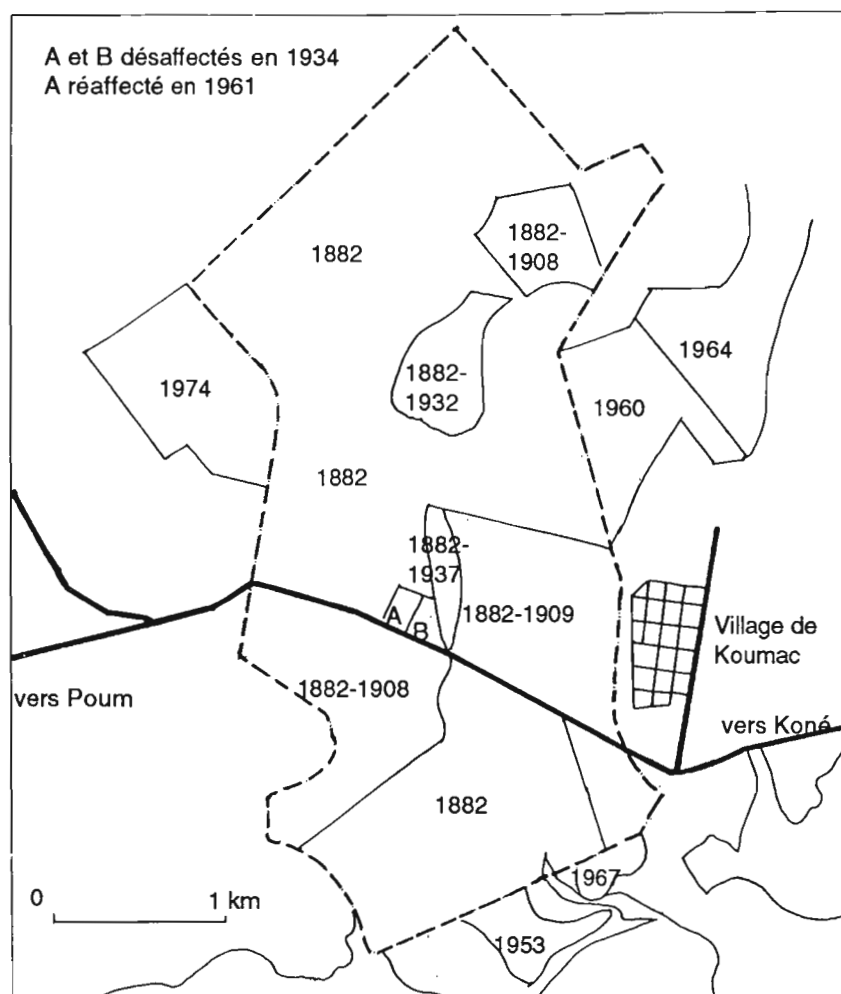 A et B désaffectés en 1934
A réaffecté en 1961
1882
1882-
1908
1964
1974
1882-
1932
1960
1882
1882-
1937
A
B
1882-1909
Village de
Koumac
vers Poum
1882-1908
vers Koné
1882
1967
0
1 km
1953